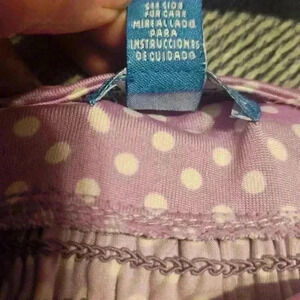 SEE SIDE
FOR CARE
MIRE AL LADO
PARA
INSTRUCCIONES
DE CUIDADO